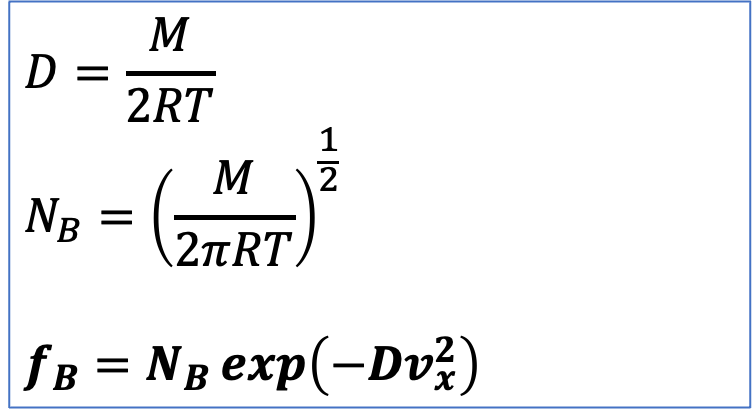 D = M / 2RT
N_B = (M / 2πRT)^(1/2)
f_B = N_B exp(−Dv_x^2)